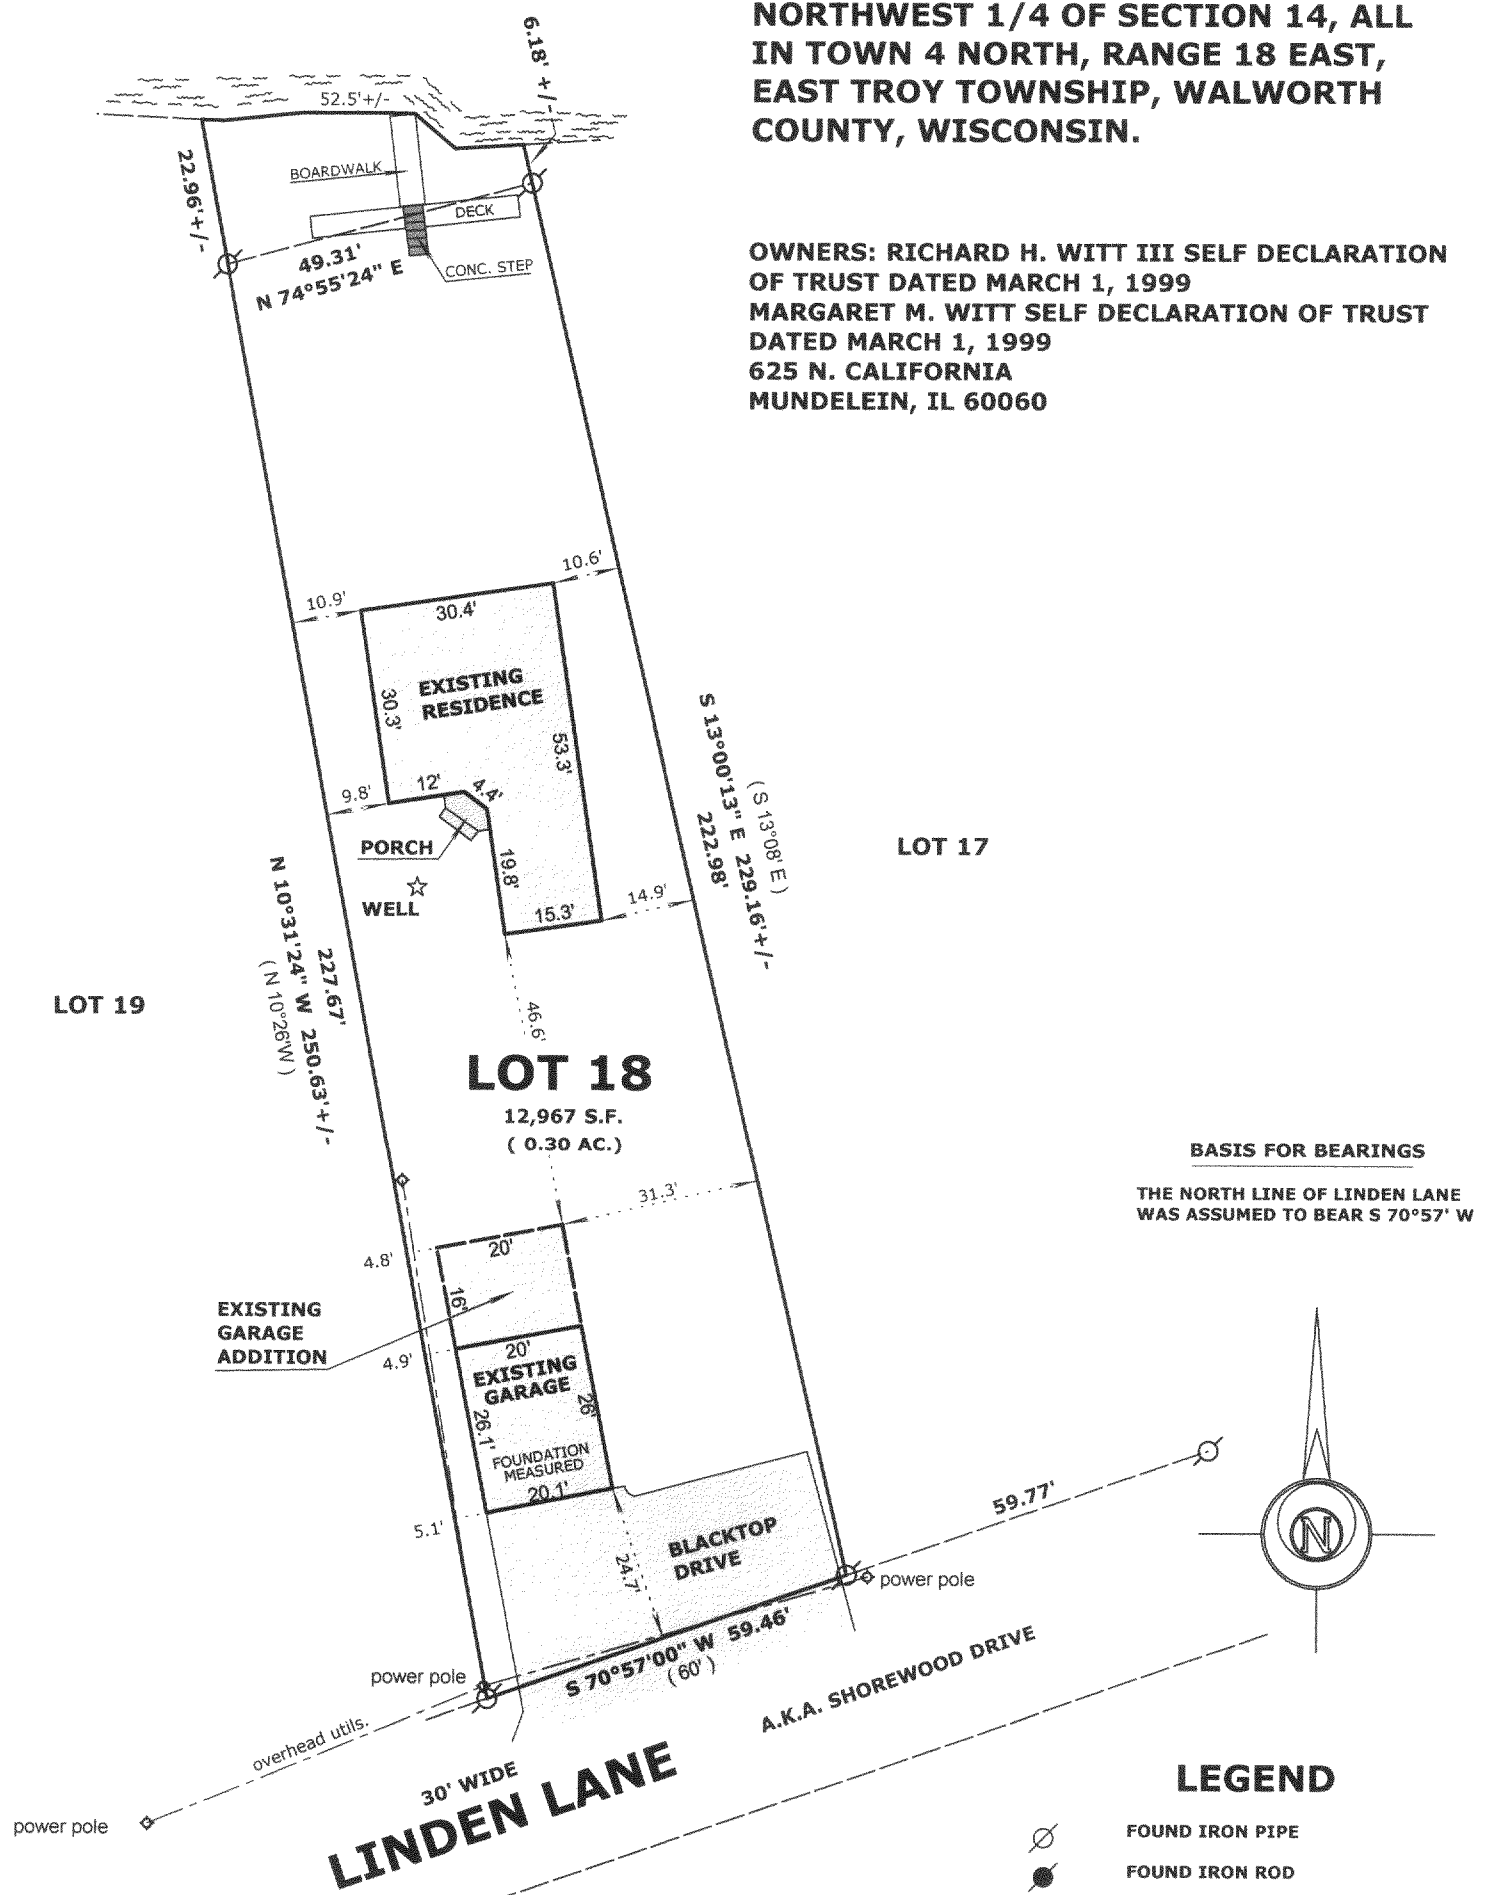 NORTHWEST 1/4 OF SECTION 14, ALL
IN TOWN 4 NORTH, RANGE 18 EAST,
EAST TROY TOWNSHIP, WALWORTH
COUNTY, WISCONSIN.
6.18' +/-
52.5'+/-
22.96'+/-
BOARDWALK
DECK
49.31'
N 74°55'24" E
CONC. STEP
OWNERS: RICHARD H. WITT III SELF DECLARATION
OF TRUST DATED MARCH 1, 1999
MARGARET M. WITT SELF DECLARATION OF TRUST
DATED MARCH 1, 1999
625 N. CALIFORNIA
MUNDELEIN, IL 60060
10.6'
10.9'
30.4'
EXISTING
RESIDENCE
30.3'
53.3'
12'
4.4'
9.8'
PORCH
19.8'
WELL
15.3'
14.9'
S 13°00'13" E 229.16'+/-
( S 13°08' E )
222.98'
LOT 17
227.67'
N 10°31'24" W 250.63'+/-
( N 10°26'W )
LOT 19
46.6'
LOT 18
12,967 S.F.
( 0.30 AC.)
31.3'
BASIS FOR BEARINGS
THE NORTH LINE OF LINDEN LANE
WAS ASSUMED TO BEAR S 70°57' W
4.8'
20'
16'
EXISTING
GARAGE
ADDITION
4.9'
20'
EXISTING
GARAGE
26.1'
26'
FOUNDATION
MEASURED
20.1'
5.1'
24.7'
BLACKTOP
DRIVE
59.77'
N
power pole
S 70°57'00" W 59.46'
( 60' )
power pole
overhead utils.
power pole
A.K.A. SHOREWOOD DRIVE
30' WIDE
LINDEN LANE
LEGEND
FOUND IRON PIPE
FOUND IRON ROD